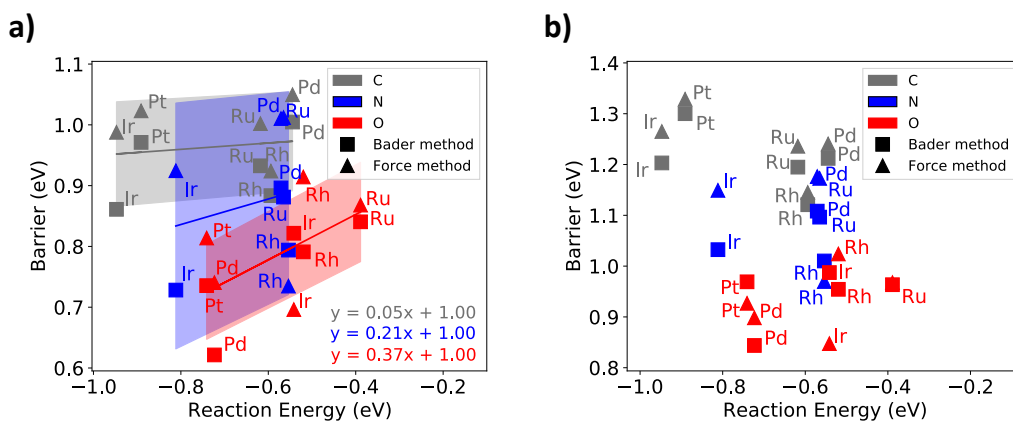 a)
1.1
1.0
0.9
0.8
0.7
0.6
Barrier (eV)
−1.0
−0.8
−0.6
−0.4
−0.2
Reaction Energy (eV)
C
N
O
Bader method
Force method
Pt
Ir
Pt
Ir
Ru
Ru
Rh
Rh
Pd
Pd
Pd
Ru
Ir
Pd
Ru
Rh
Rh
Ir
Pt
Pd
Pt
Pd
Rh
Ir
Rh
Ir
Ru
Ru
y = 0.05x + 1.00
y = 0.21x + 1.00
y = 0.37x + 1.00
b)
1.4
1.3
1.2
1.1
1.0
0.9
0.8
Barrier (eV)
−1.0
−0.8
−0.6
−0.4
−0.2
Reaction Energy (eV)
C
N
O
Bader method
Force method
Pt
Pt
Ir
Ir
Ru
Ru
Pd
Pd
Rh
Rh
Ir
Ir
Pd
Ru
Pd
Ru
Rh
Rh
Rh
Ir
Rh
Ru
Pt
Pt
Pd
Pd
Ir